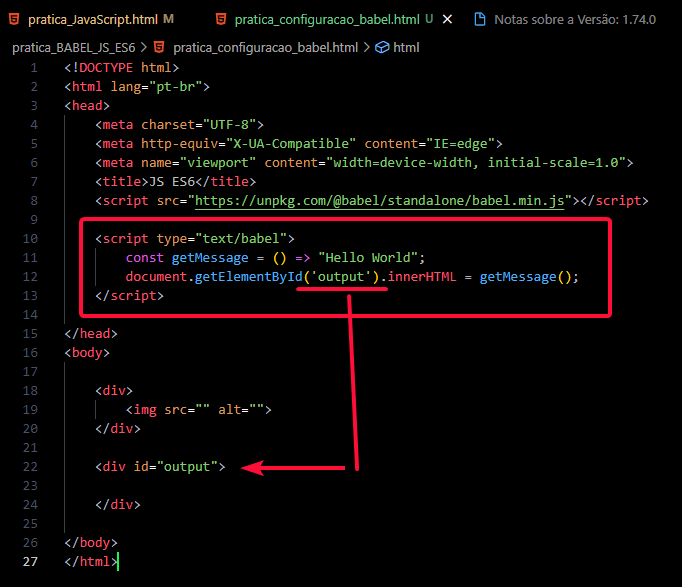 pratica_JavaScript.html M
pratica_configuracao_babel.html U
Notas sobre a Versão: 1.74.0
pratica_BABEL_JS_ES6 > pratica_configuracao_babel.html > html
1 <!DOCTYPE html>
2 <html lang="pt-br">
3 <head>
4 <meta charset="UTF-8">
5 <meta http-equiv="X-UA-Compatible" content="IE=edge">
6 <meta name="viewport" content="width=device-width, initial-scale=1.0">
7 <title>JS ES6</title>
8 <script src="https://unpkg.com/@babel/standalone/babel.min.js"></script>
9
10 <script type="text/babel">
11 const getMessage = () => "Hello World";
12 document.getElementById('output').innerHTML = getMessage();
13 </script>
14
15 </head>
16 <body>
17
18 <div>
19 <img src="" alt="">
20 </div>
21
22 <div id="output">
23
24 </div>
25
26 </body>
27 </html>